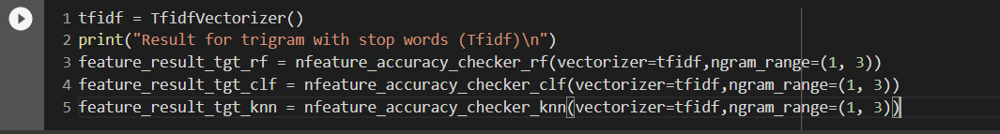 1 tfidf = TfidfVectorizer()
2 print("Result for trigram with stop words (Tfidf)\n")
3 feature_result_tgt_rf = nfeature_accuracy_checker_rf(vectorizer=tfidf,ngram_range=(1, 3))
4 feature_result_tgt_clf = nfeature_accuracy_checker_clf(vectorizer=tfidf,ngram_range=(1, 3))
5 feature_result_tgt_knn = nfeature_accuracy_checker_knn(vectorizer=tfidf,ngram_range=(1, 3))